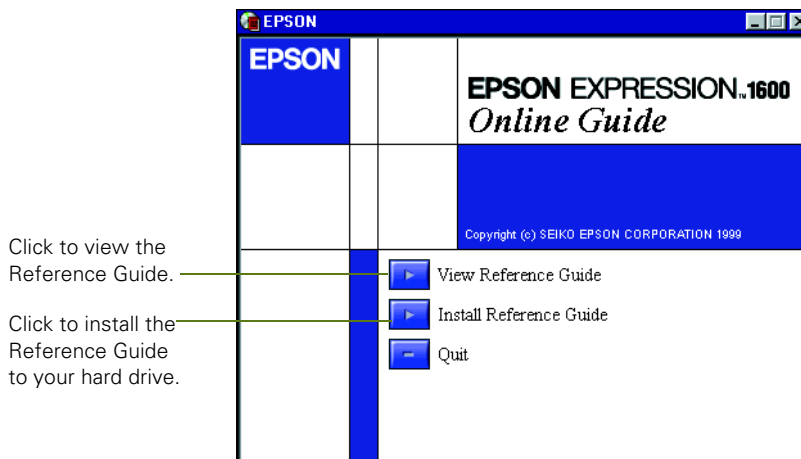 EPSON
EPSON
EPSON EXPRESSION™1600
Online Guide
Copyright (c) SEIKO EPSON CORPORATION 1999
Click to view the
Reference Guide.
View Reference Guide
Click to install the
Reference Guide
to your hard drive.
Install Reference Guide
Quit